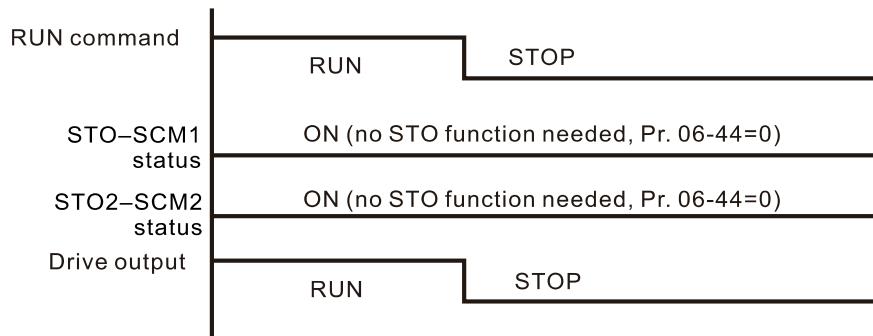 RUN command
RUN
STOP
STO–SCM1
status
ON (no STO function needed, Pr. 06-44=0)
STO2–SCM2
status
ON (no STO function needed, Pr. 06-44=0)
Drive output
RUN
STOP